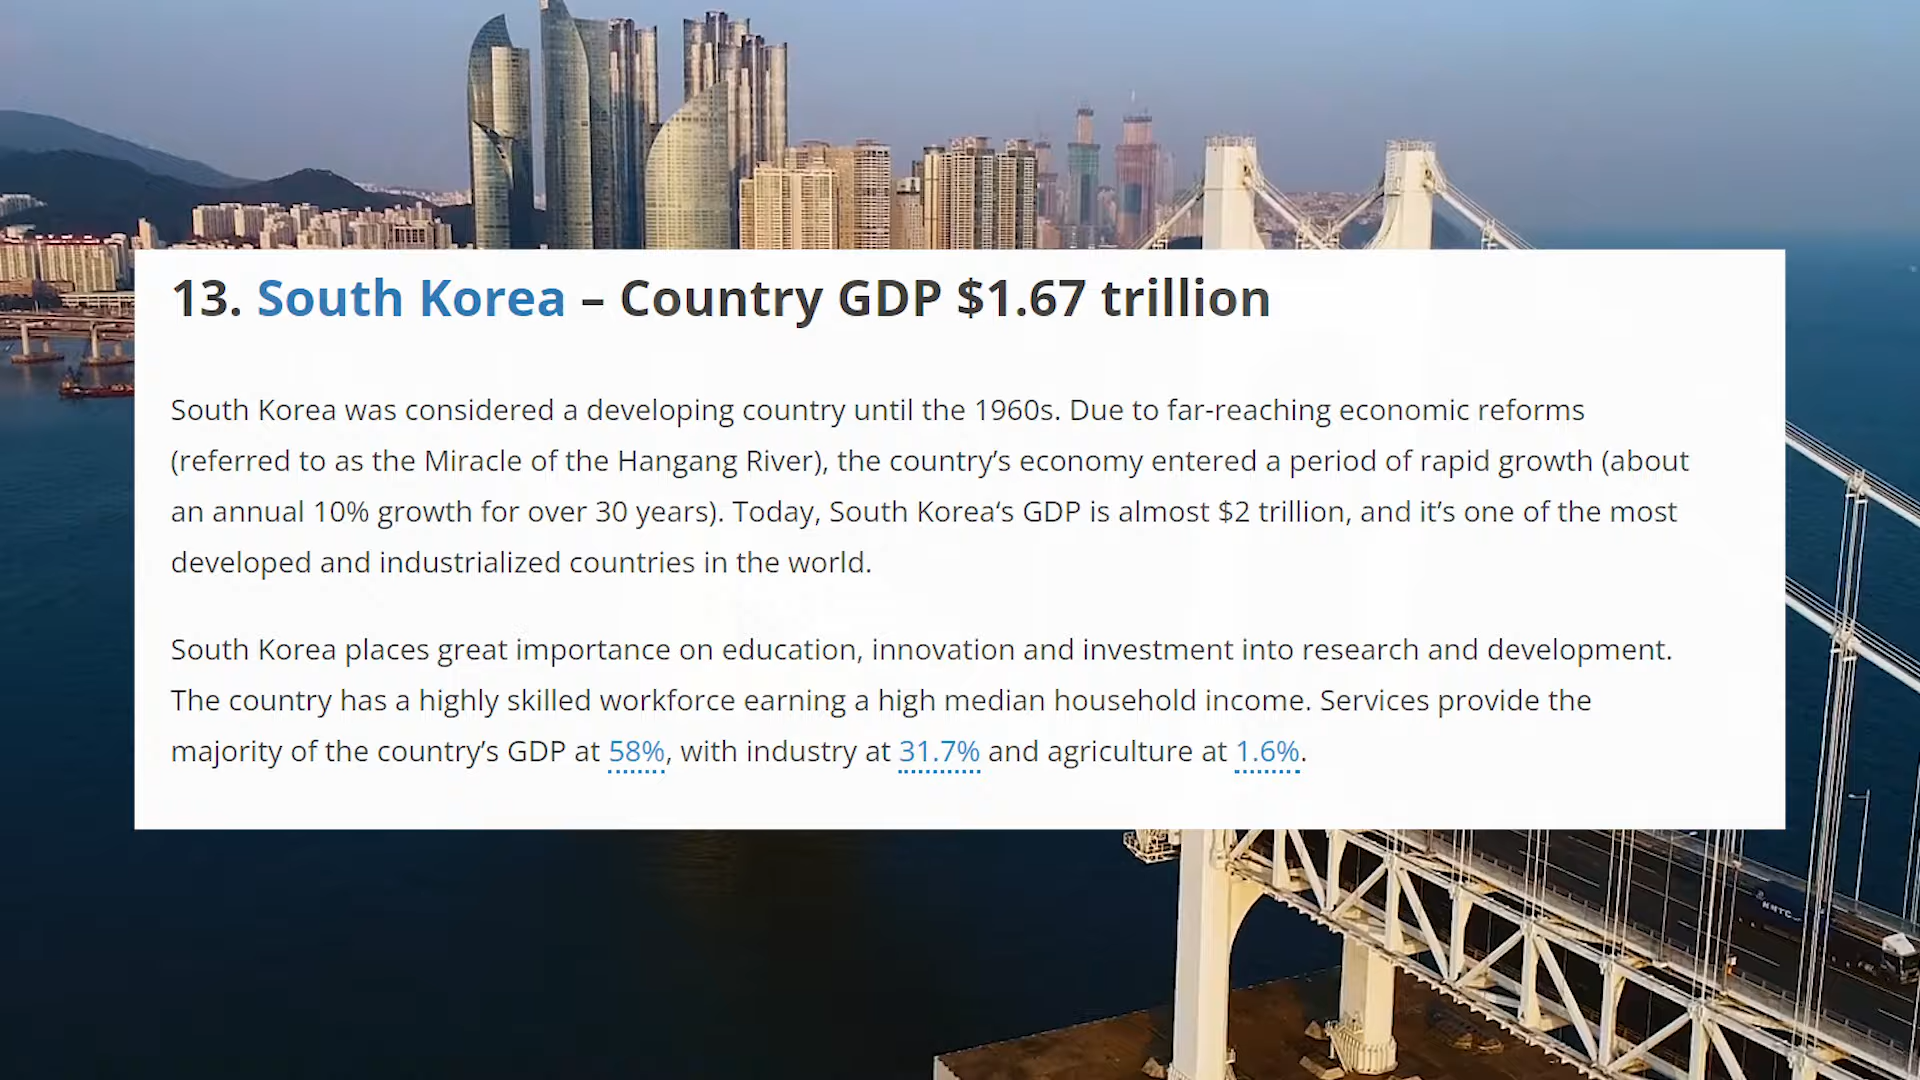 13. South Korea – Country GDP $1.67 trillion
South Korea was considered a developing country until the 1960s. Due to far-reaching economic reforms
(referred to as the Miracle of the Hangang River), the country’s economy entered a period of rapid growth (about
an annual 10% growth for over 30 years). Today, South Korea‘s GDP is almost $2 trillion, and it’s one of the most
developed and industrialized countries in the world.
South Korea places great importance on education, innovation and investment into research and development.
The country has a highly skilled workforce earning a high median household income. Services provide the
majority of the country’s GDP at 58%, with industry at 31.7% and agriculture at 1.6%.